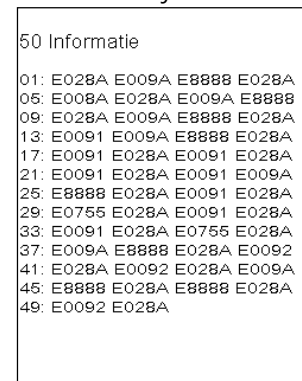 50 Informatie
01: E028A E009A E8888 E028A
05: E008A E028A E009A E8888
09: E028A E009A E8888 E028A
13: E0091 E009A E8888 E028A
17: E0091 E028A E0091 E028A
21: E0091 E028A E0091 E009A
25: E8888 E028A E0091 E028A
29: E0755 E028A E0091 E028A
33: E0091 E028A E0755 E028A
37: E009A E8888 E028A E0092
41: E028A E0092 E028A E009A
45: E8888 E028A E8888 E028A
49: E0092 E028A